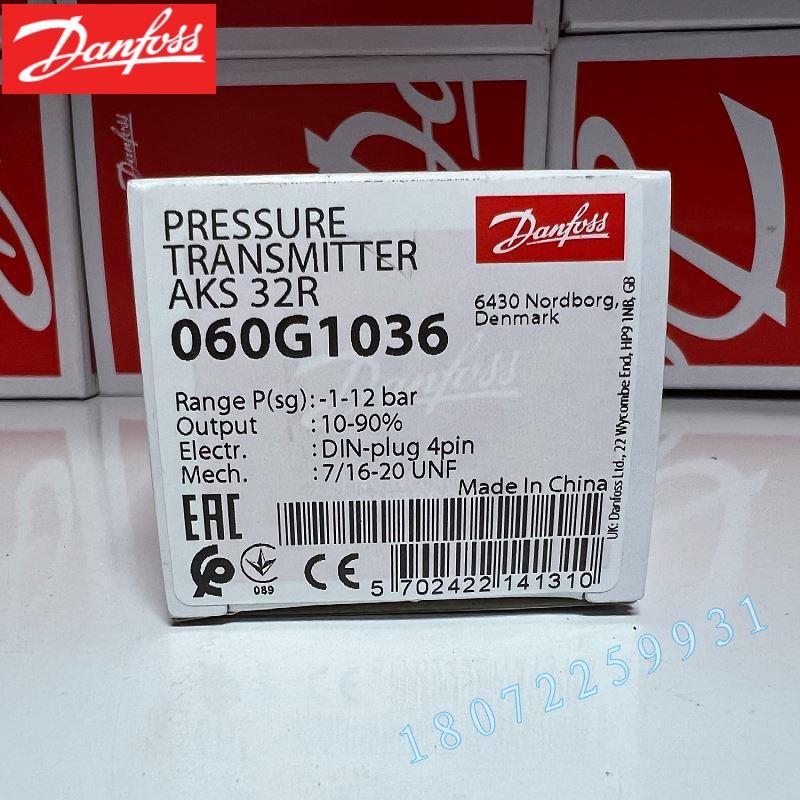 Danfoss
Danfoss
PRESSURE
TRANSMITTER
AKS 32R
060G1036
Danfoss
6430 Nordborg,
Denmark
Range P(sg): -1-12 bar
Output : 10-90%
Electr. : DIN-plug 4pin
Mech. : 7/16-20 UNF
Made In China
UK: Danfoss Ltd., 22 Wycombe End, HP9 1NB, GB
EAC
089
CE
5 702422 141310
Danfoss
18072259931